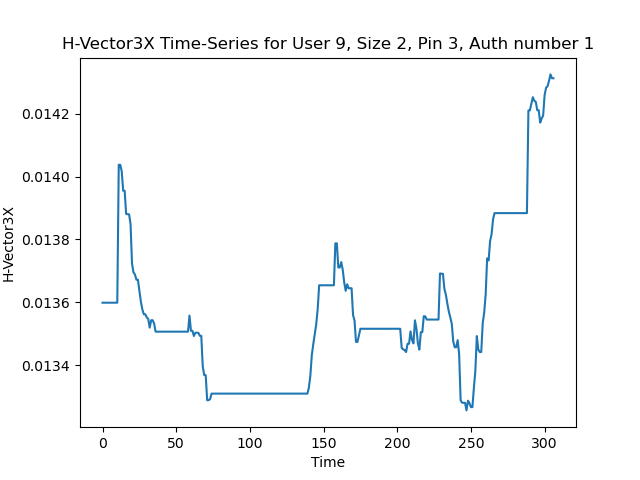 H-Vector3X Time-Series for User 9, Size 2, Pin 3, Auth number 1
H-Vector3X
0.0142
0.0140
0.0138
0.0136
0.0134
0 50 100 150 200 250 300
Time